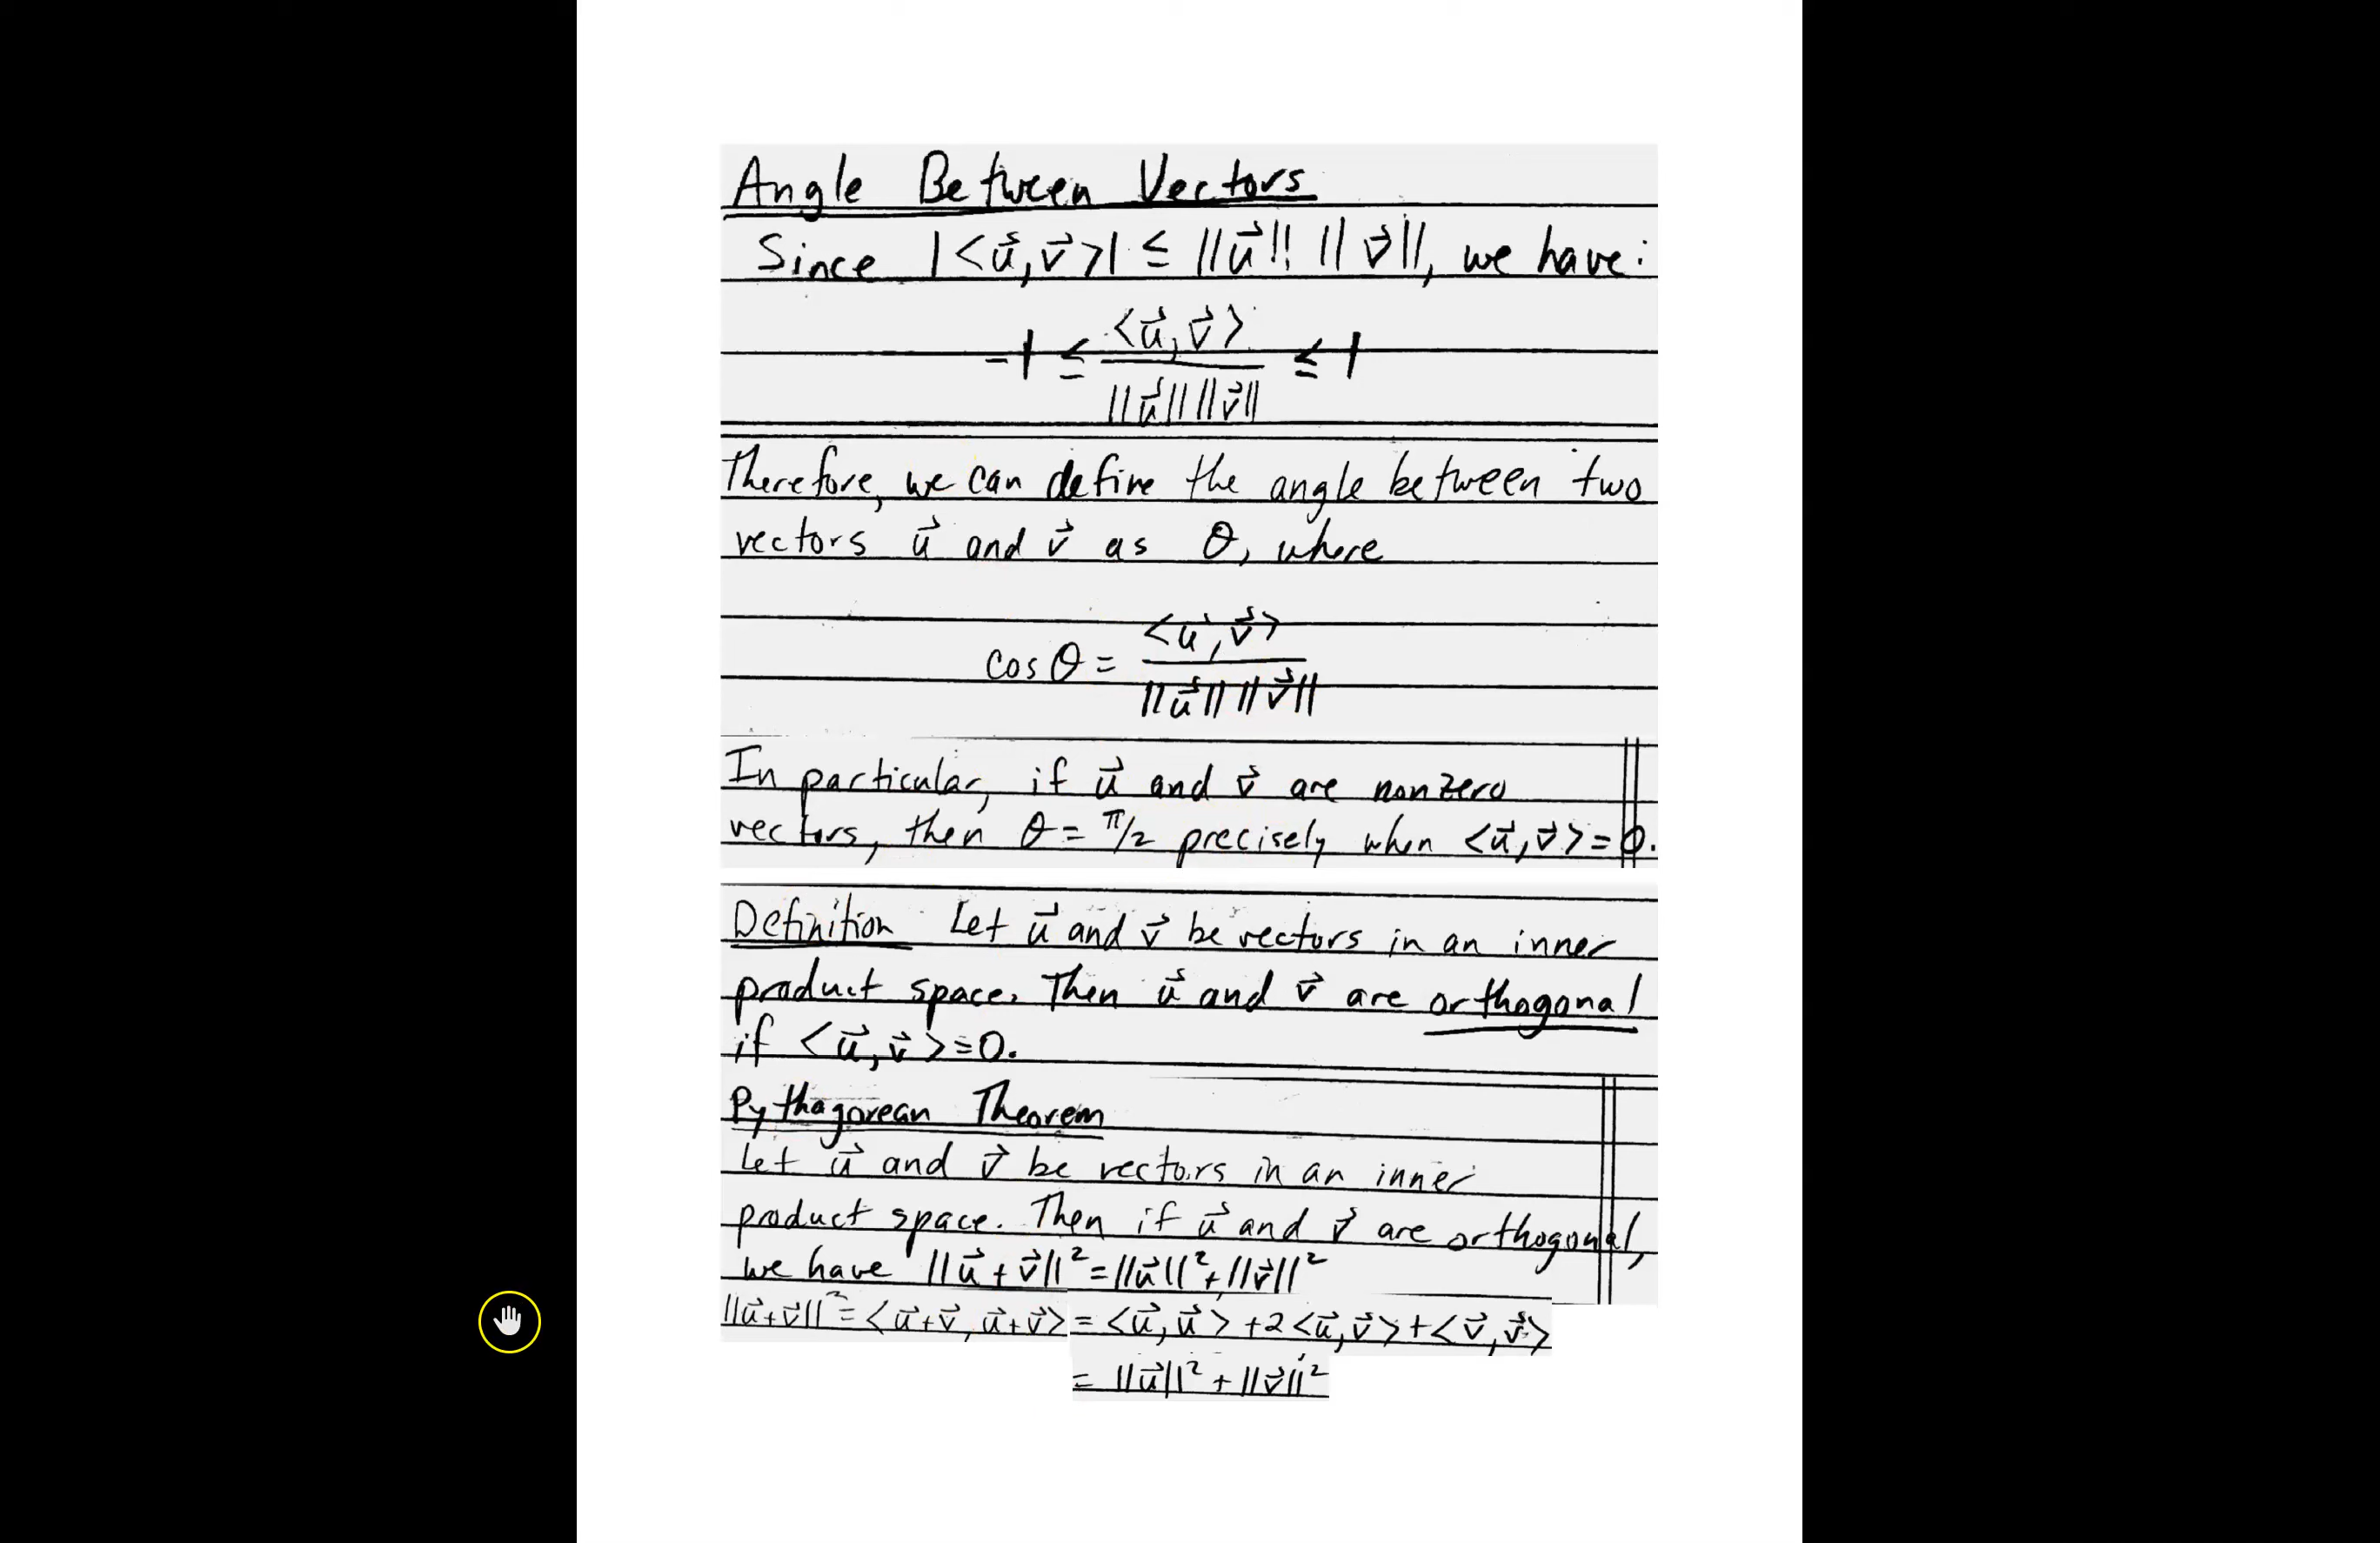 Angle Between Vectors
Since |<u⃗,v⃗>| ≤ ||u⃗|| ||v⃗||, we have:
-1 ≤ <u⃗,v⃗> / ||u⃗|| ||v⃗|| ≤ 1
Therefore, we can define the angle between two
vectors u⃗ and v⃗ as θ, where
cos θ = <u⃗,v⃗> / ||u⃗|| ||v⃗||
In particular, if u⃗ and v⃗ are nonzero
vectors, then θ = π/2 precisely when <u⃗,v⃗> = 0.
Definition Let u⃗ and v⃗ be vectors in an inner
product space. Then u⃗ and v⃗ are orthogonal
if <u⃗,v⃗> = 0.
Pythagorean Theorem
Let u⃗ and v⃗ be vectors in an inner
product space. Then if u⃗ and v⃗ are orthogonal,
we have ||u⃗ + v⃗||² = ||u⃗||² + ||v⃗||²
||u⃗+v⃗||² = <u⃗+v⃗, u⃗+v⃗> = <u⃗,u⃗> + 2<u⃗,v⃗> + <v⃗,v⃗>
= ||u⃗||² + ||v⃗||²